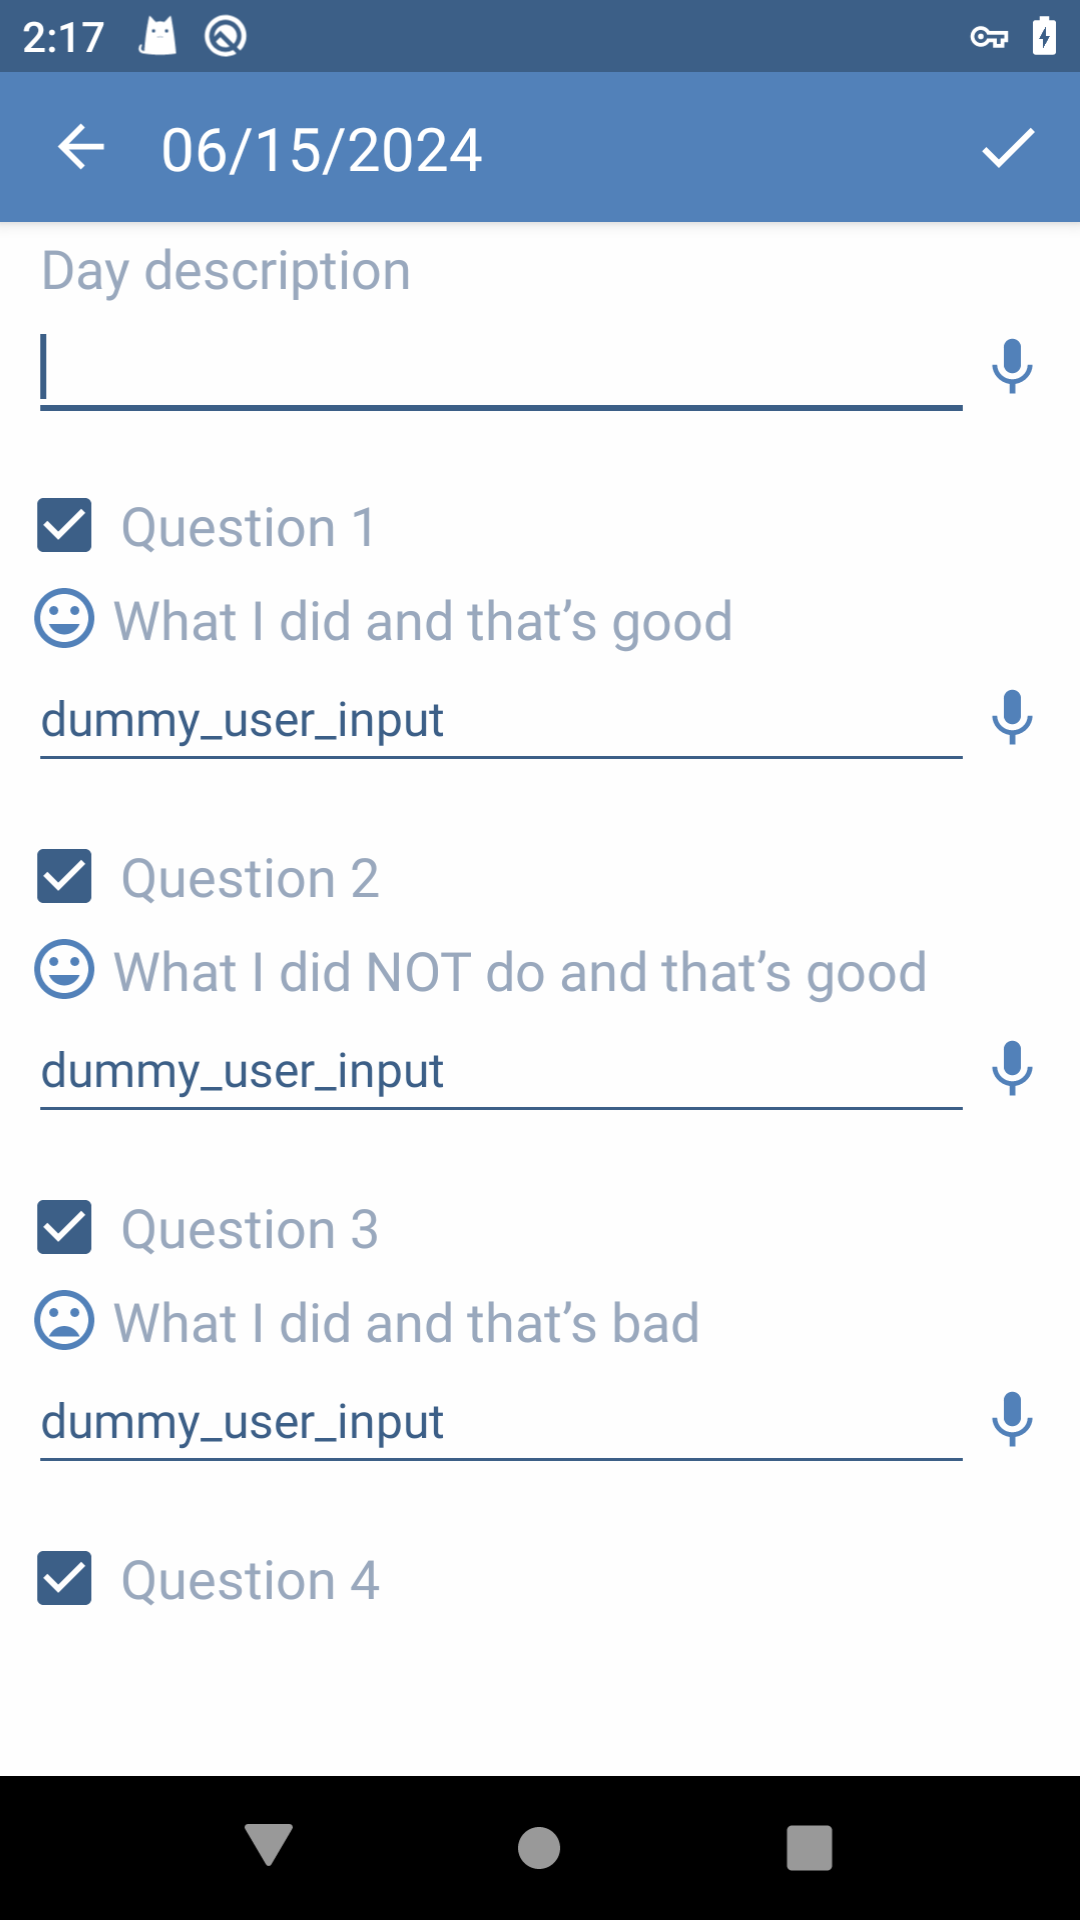 2:17
06/15/2024
Day description
Question 1
What I did and that’s good
dummy_user_input
Question 2
What I did NOT do and that’s good
dummy_user_input
Question 3
What I did and that’s bad
dummy_user_input
Question 4